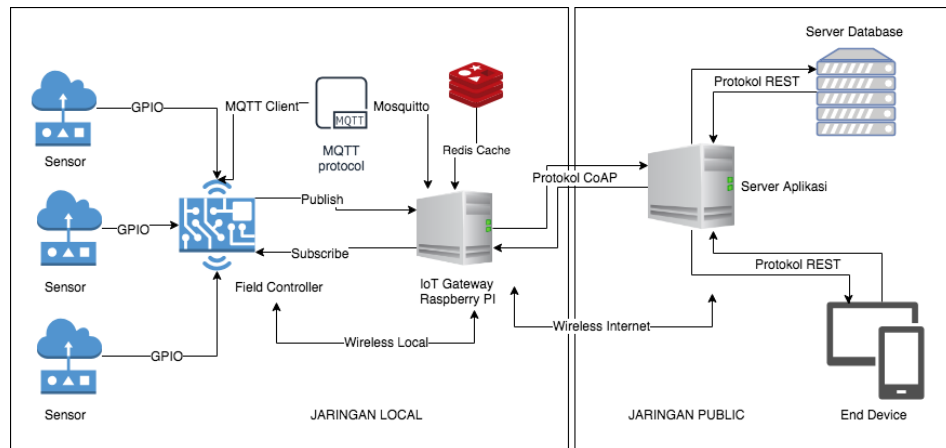 Server Database
GPIO
MQTT Client
Mosquitto
MQTT
Protokol REST
Sensor
MQTT
protocol
Redis Cache
Protokol CoAP
Server Aplikasi
GPIO
Publish
Subscribe
Sensor
Field Controller
IoT Gateway
Raspberry PI
Protokol REST
Wireless Internet
Wireless Local
GPIO
Sensor
JARINGAN LOCAL
JARINGAN PUBLIC
End Device